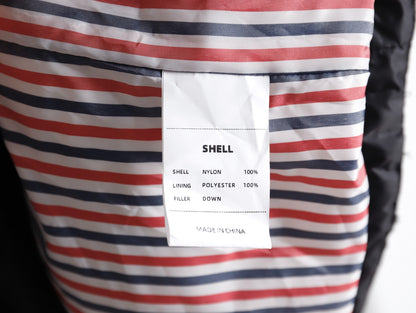 SHELL
SHELL NYLON 100%
LINING POLYESTER 100%
FILLER DOWN
MADE IN CHINA